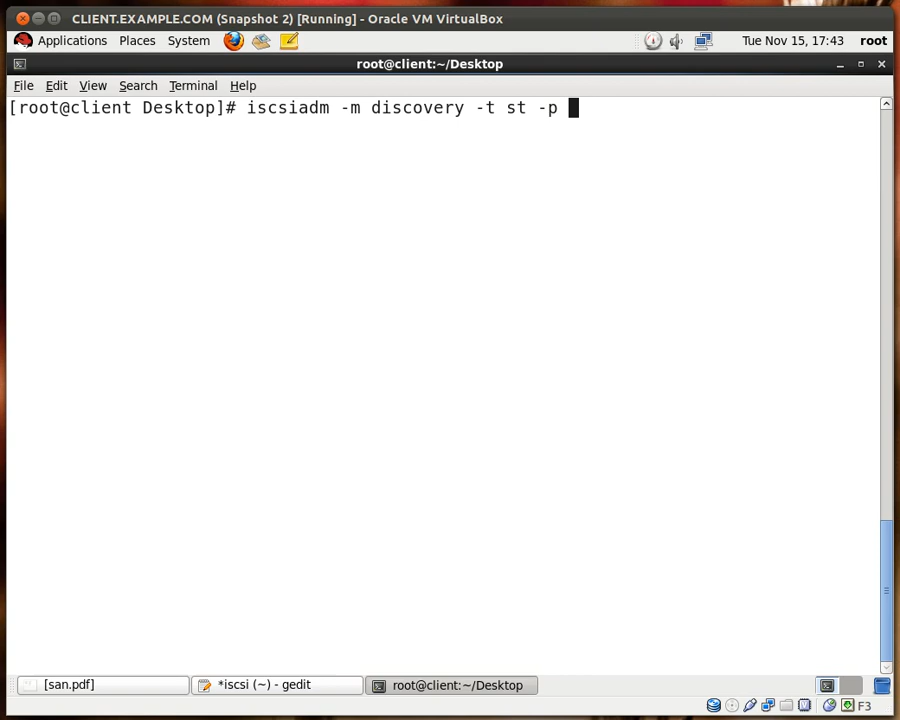 CLIENT.EXAMPLE.COM (Snapshot 2) [Running] - Oracle VM VirtualBox
Applications Places System Tue Nov 15, 17:43 root
root@client:~/Desktop
File Edit View Search Terminal Help
[root@client Desktop]# iscsiadm -m discovery -t st -p
[san.pdf] *iscsi (~) - gedit root@client:~/Desktop
F3